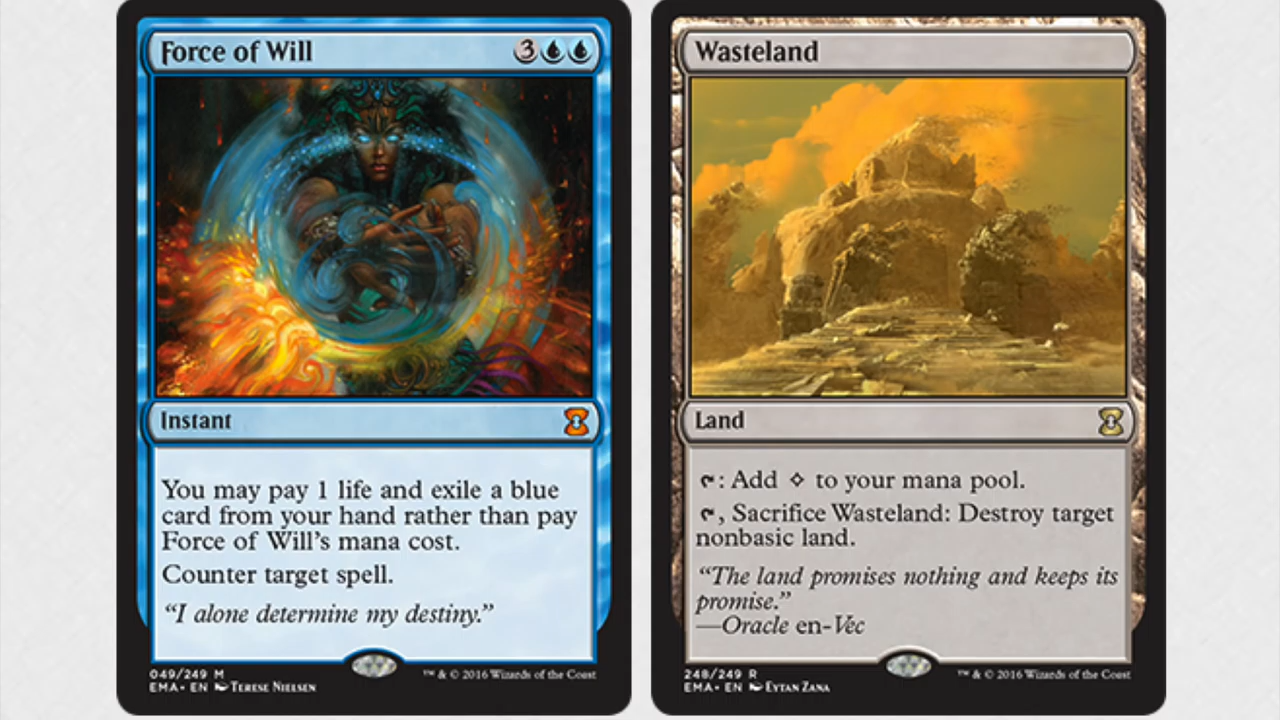 Force of Will 3
Instant
You may pay 1 life and exile a blue
card from your hand rather than pay
Force of Will's mana cost.
Counter target spell.
“I alone determine my destiny.”
049/249 M
EMA • EN Terese Nielsen
™ & © 2016 Wizards of the Coast
Wasteland
Land
: Add to your mana pool.
, Sacrifice Wasteland: Destroy target
nonbasic land.
“The land promises nothing and keeps its
promise.”
—Oracle en-Vec
248/249 R
EMA • EN Eytan Zana
™ & © 2016 Wizards of the Coast